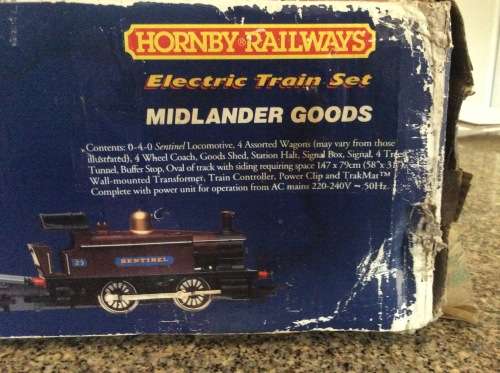 HORNBY® RAILWAYS
Electric Train Set
MIDLANDER GOODS
Contents: 0-4-0 Sentinel Locomotive, 4 Assorted Wagons (may vary from those
illustrated), 4 Wheel Coach, Goods Shed, Station Halt, Signal Box, Signal, 4
Tunnel, Buffer Stop, Oval of track with siding requiring space 147 x 79cm (58"x
Wall-mounted Transformer, Train Controller, Power Clip and TrakMat™
Complete with power unit for operation from AC mains 220-240V ~ 50Hz.
SENTINEL